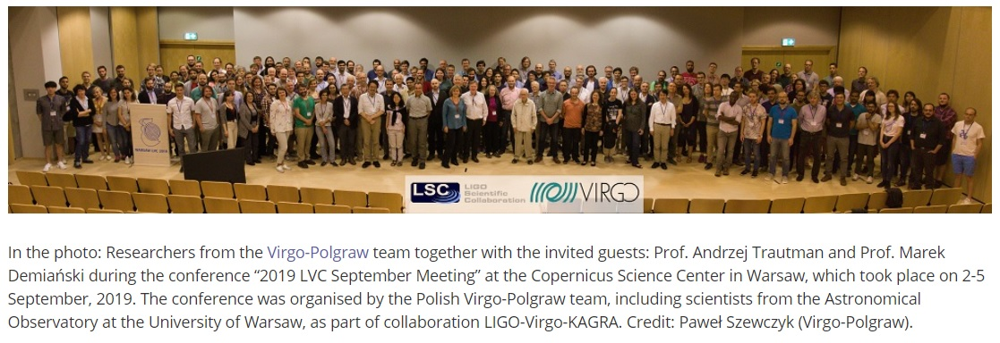 WARSAW LVC 2019
LSC
LIGO
Scientific
Collaboration
VIRGO
In the photo: Researchers from the Virgo-Polgraw team together with the invited guests: Prof. Andrzej Trautman and Prof. Marek
Demiański during the conference “2019 LVC September Meeting” at the Copernicus Science Center in Warsaw, which took place on 2-5
September, 2019. The conference was organised by the Polish Virgo-Polgraw team, including scientists from the Astronomical
Observatory at the University of Warsaw, as part of collaboration LIGO-Virgo-KAGRA. Credit: Paweł Szewczyk (Virgo-Polgraw).